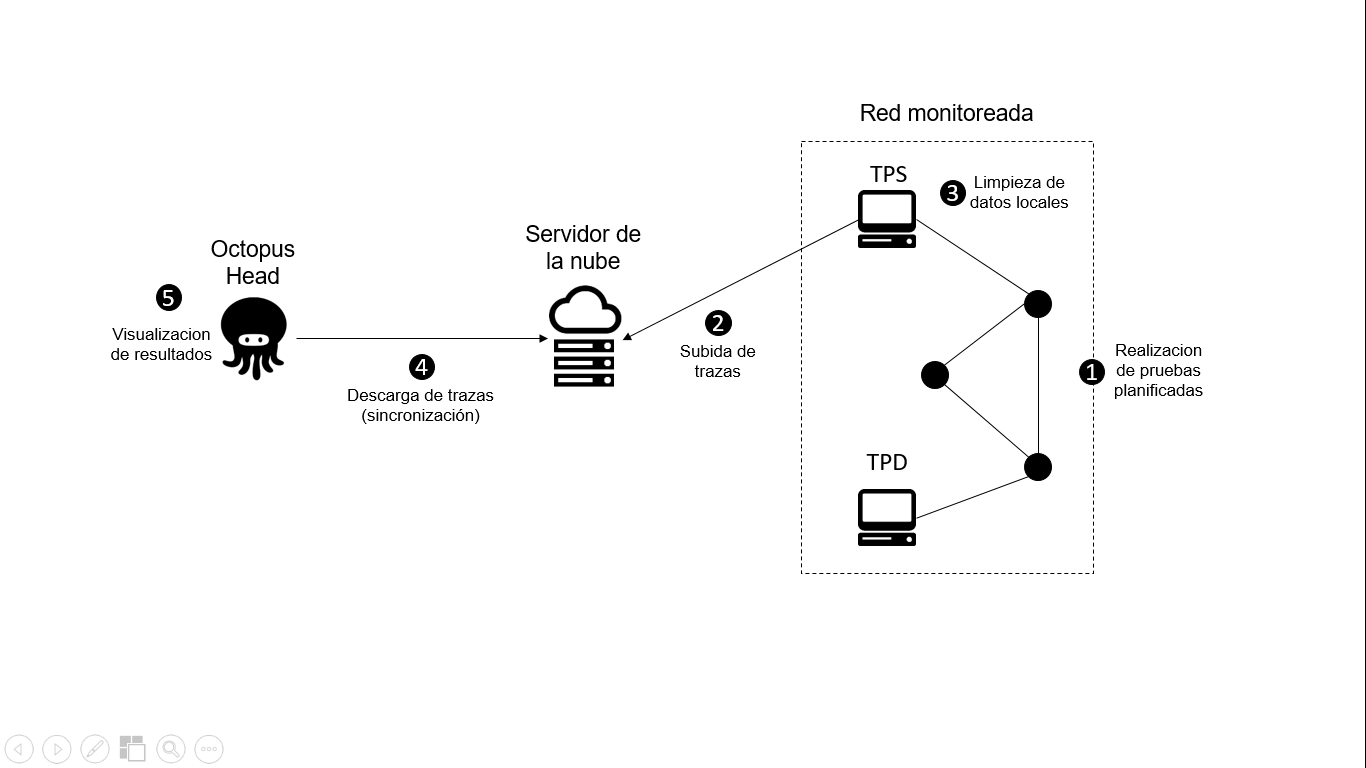 Red monitoreada
TPS
3
Limpieza de
datos locales
Servidor de
la nube
Octopus
Head
5
Visualizacion
de resultados
2
Subida de
trazas
4
Descarga de trazas
(sincronización)
1
Realizacion
de pruebas
planificadas
TPD